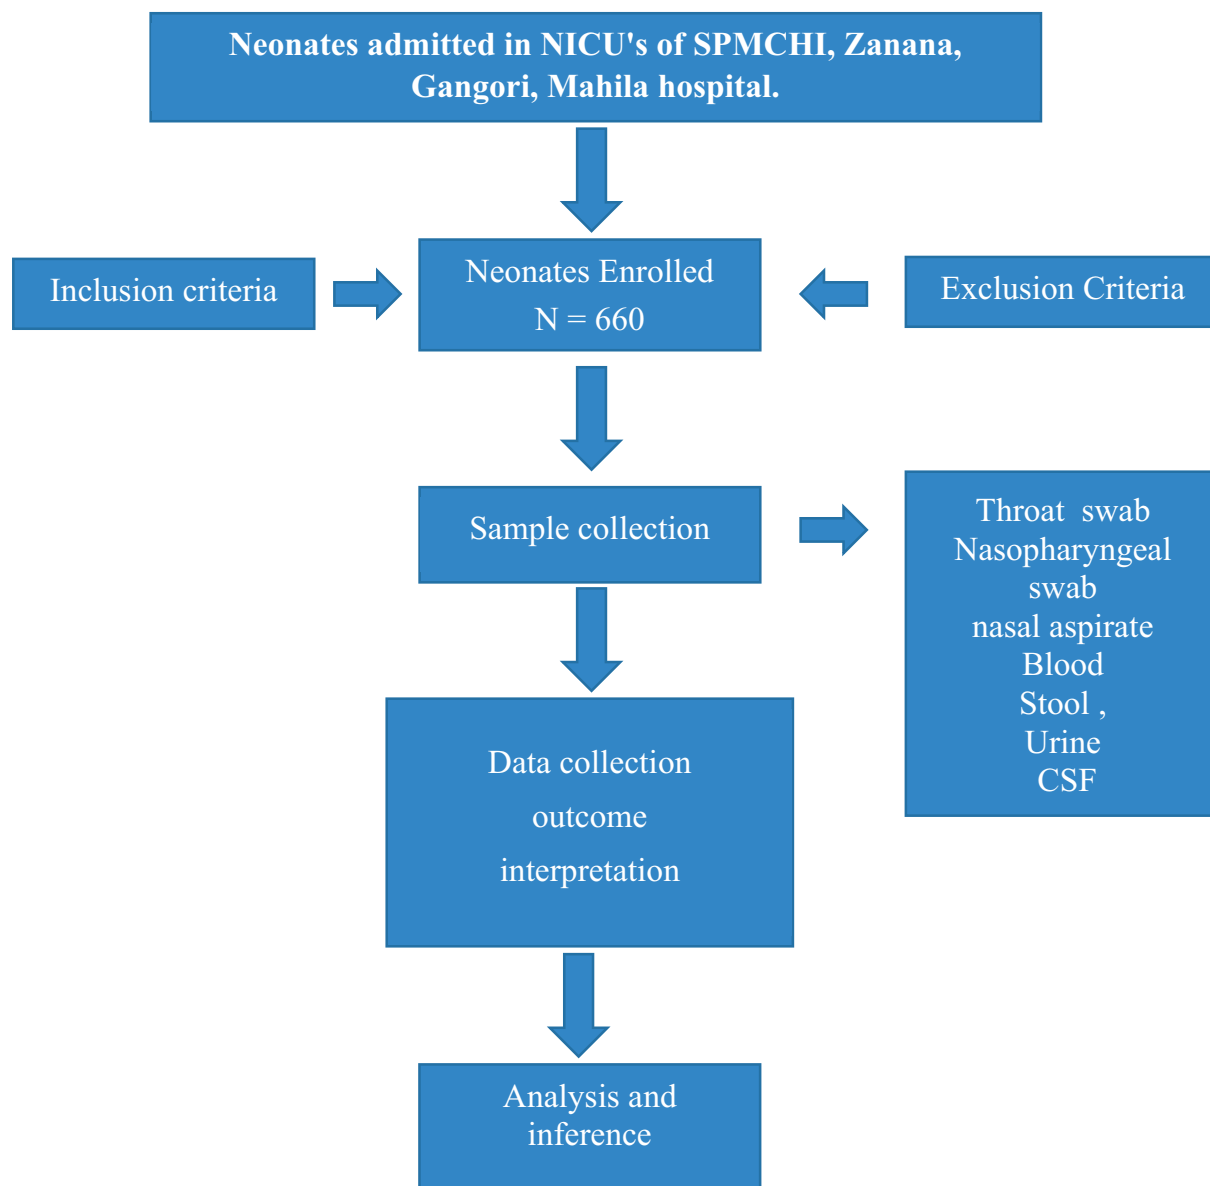 Neonates admitted in NICU's of SPMCHI, Zanana,
Gangori, Mahila hospital.
Inclusion criteria
Neonates Enrolled
N = 660
Exclusion Criteria
Sample collection
Throat swab
Nasopharyngeal
swab
nasal aspirate
Blood
Stool ,
Urine
CSF
Data collection
outcome
interpretation
Analysis and
inference